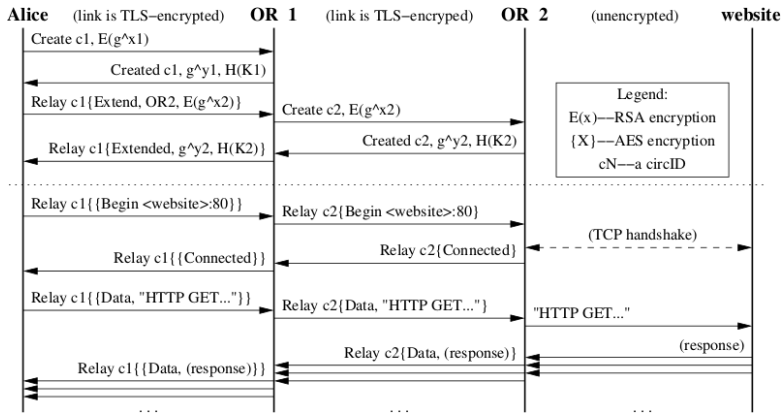 Alice (link is TLS-encrypted) OR 1 (link is TLS-encryped) OR 2 (unencrypted) website
Create c1, E(g^x1)
Created c1, g^y1, H(K1)
Relay c1{Extend, OR2, E(g^x2)}
Create c2, E(g^x2)
Created c2, g^y2, H(K2)
Relay c1{Extended, g^y2, H(K2)}
Legend:
E(x)--RSA encryption
{X}--AES encryption
cN--a circID
Relay c1{{Begin <website>:80}}
Relay c2{Begin <website>:80}
(TCP handshake)
Relay c2{Connected}
Relay c1{{Connected}}
Relay c1{{Data, "HTTP GET..."}}
Relay c2{Data, "HTTP GET..."}
"HTTP GET..."
(response)
Relay c2{Data, (response)}
Relay c1{{Data, (response)}}
... ... ...